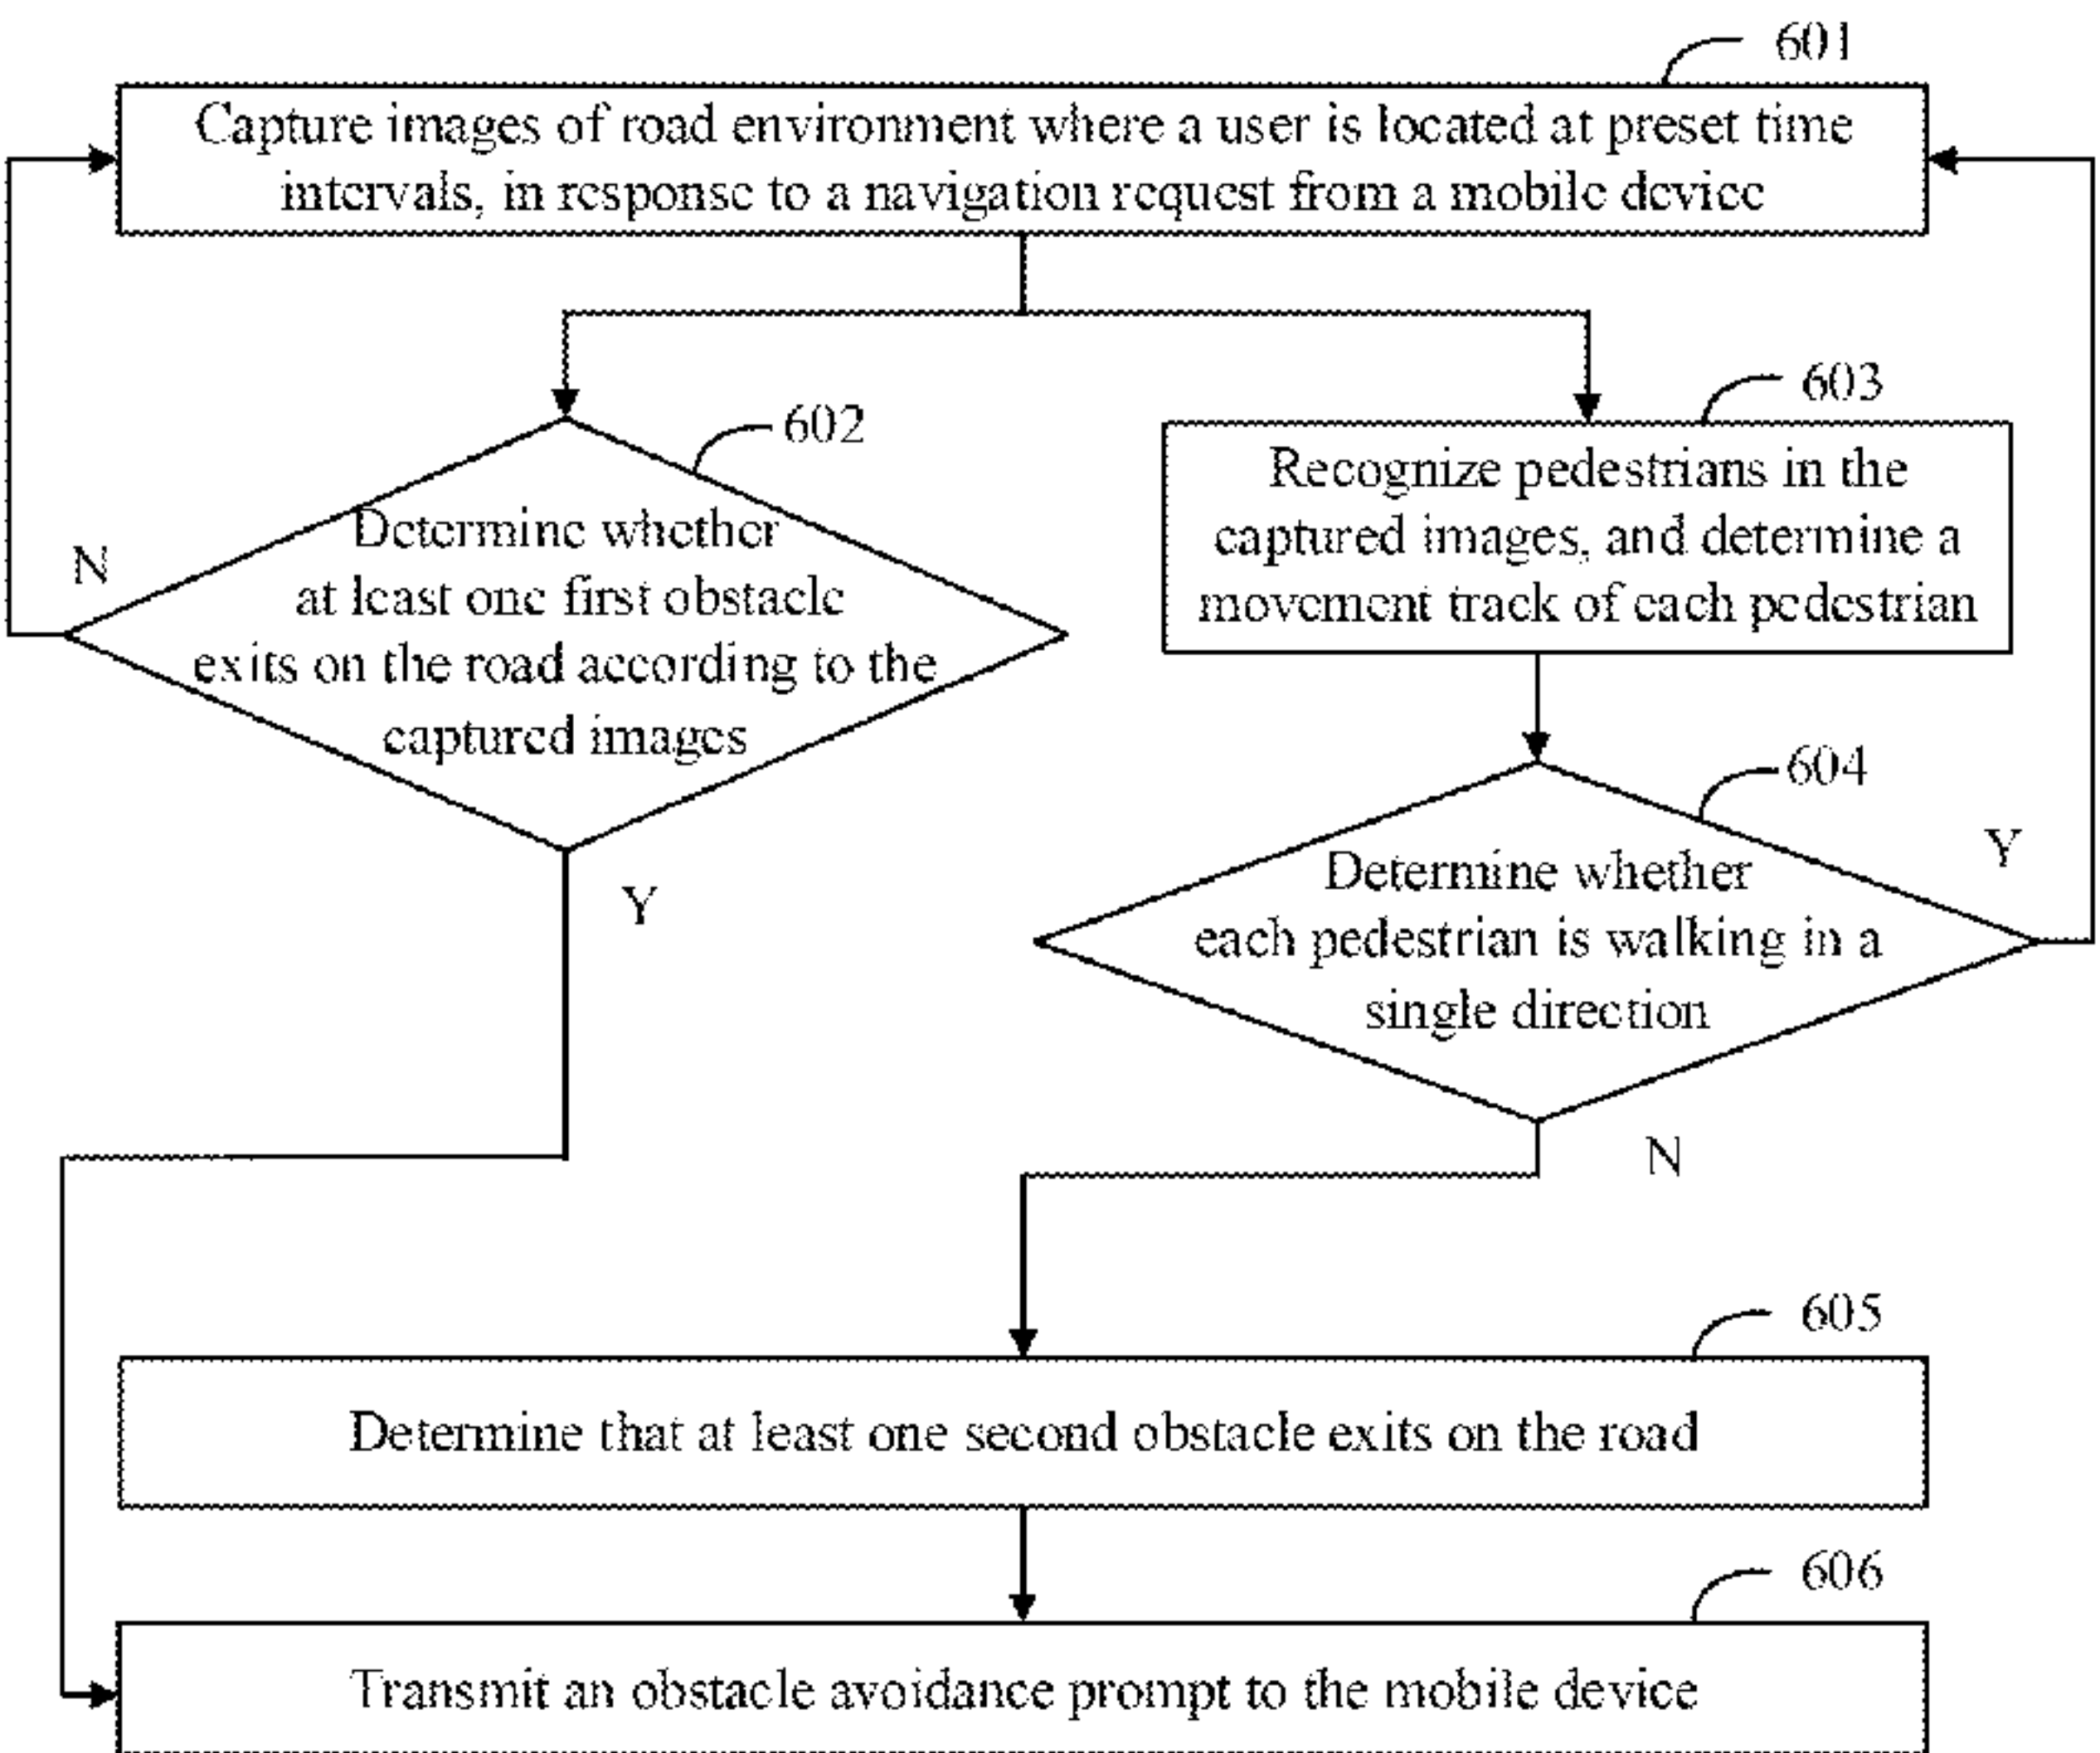 601
Capture images of road environment where a user is located at preset time
intervals, in response to a navigation request from a mobile device
602
Determine whether
at least one first obstacle
exits on the road according to the
captured images
N
Y
603
Recognize pedestrians in the
captured images, and determine a
movement track of each pedestrian
604
Determine whether
each pedestrian is walking in a
single direction
Y
N
605
Determine that at least one second obstacle exits on the road
606
Transmit an obstacle avoidance prompt to the mobile device